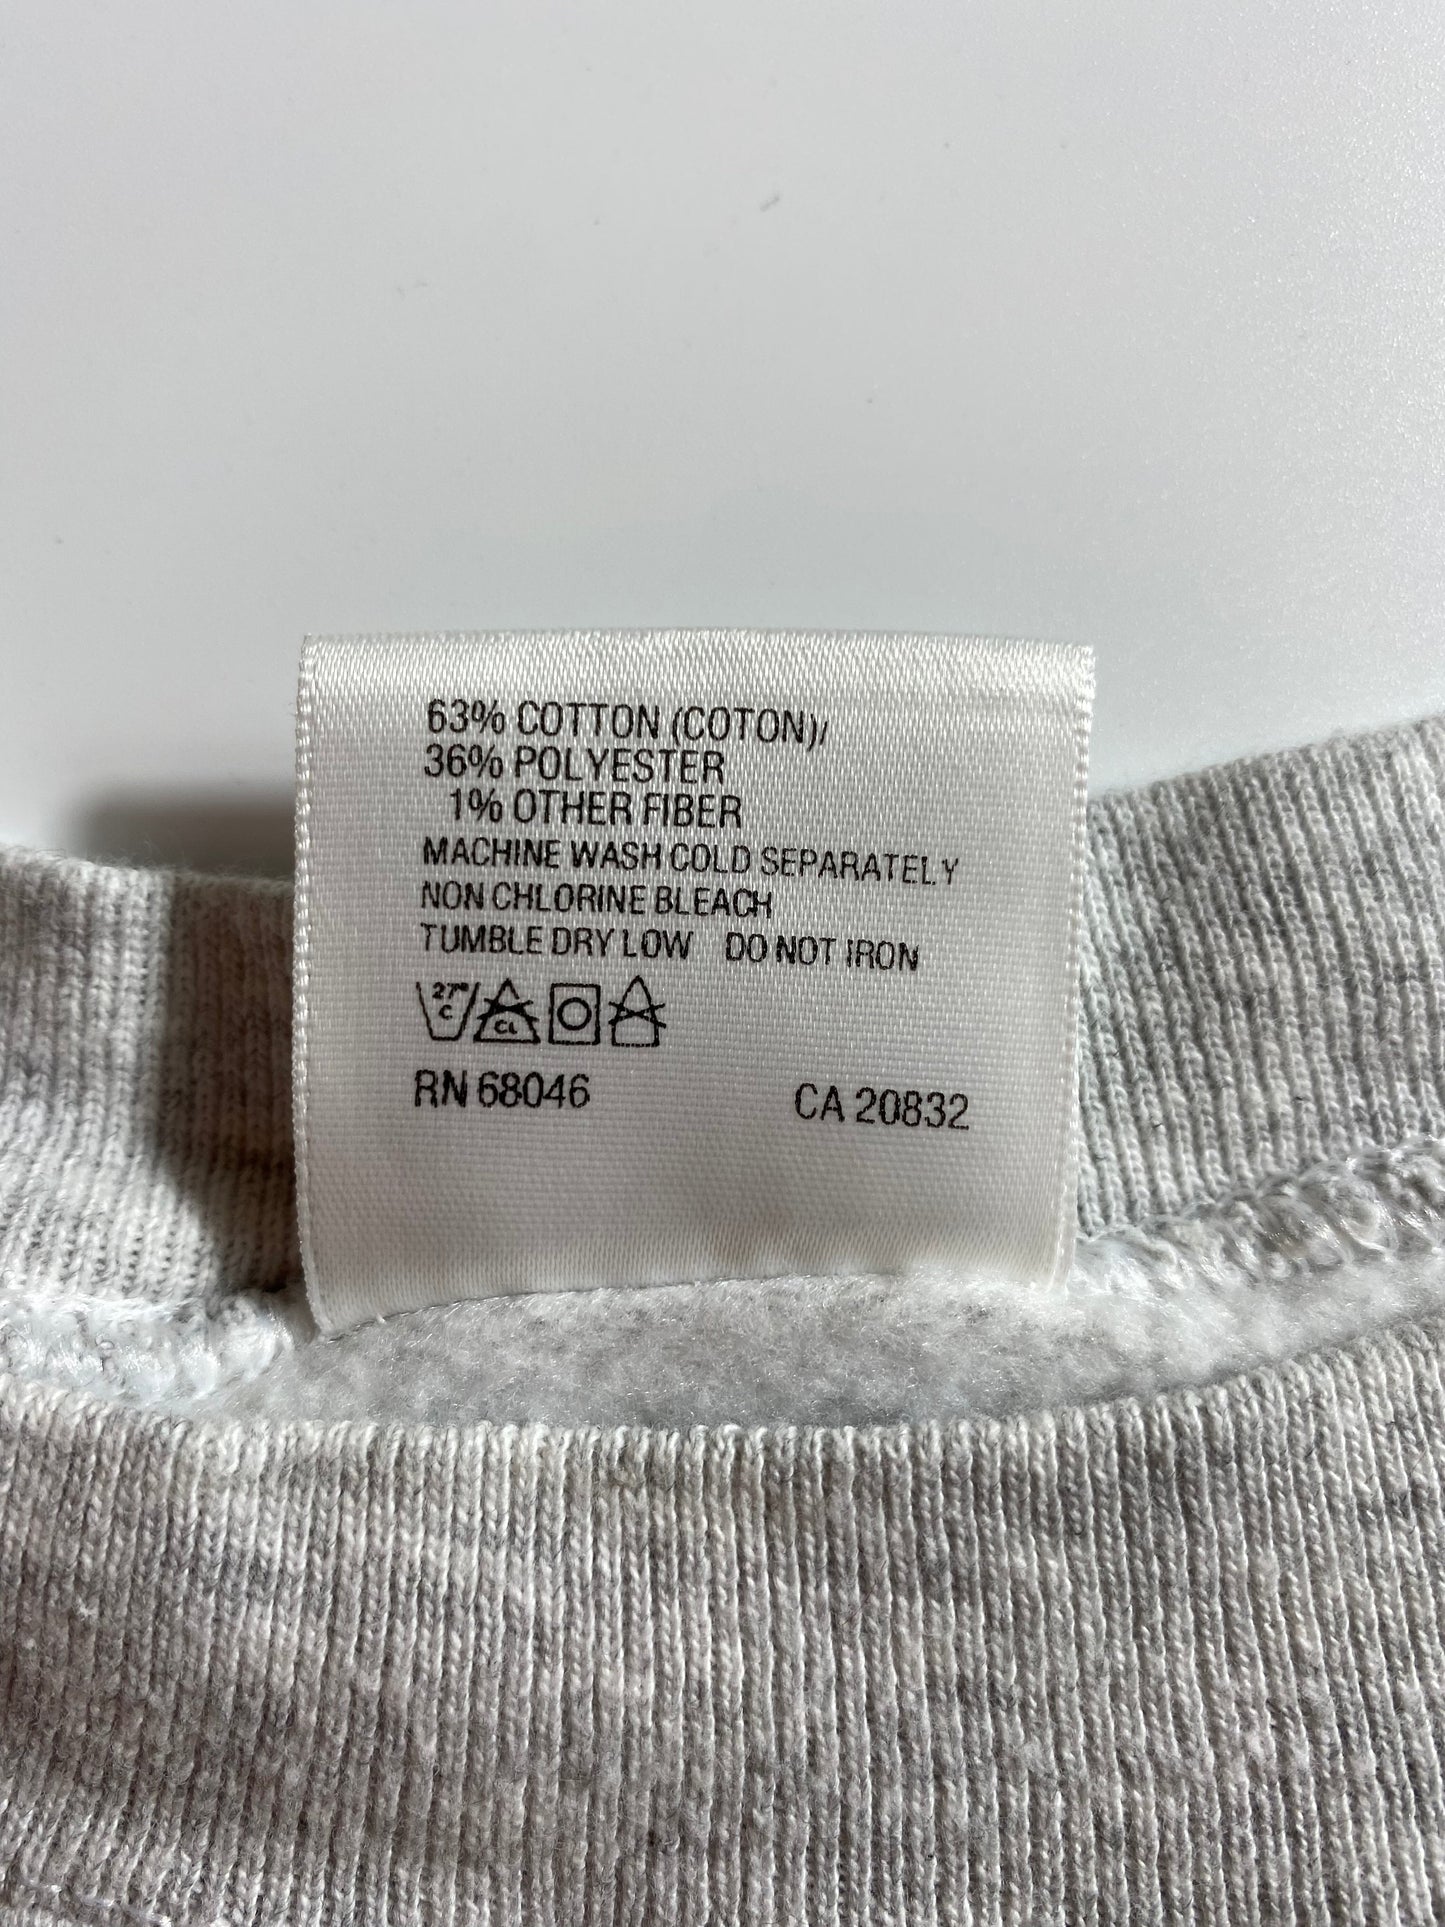 63% COTTON (COTON)/
36% POLYESTER
1% OTHER FIBER
MACHINE WASH COLD SEPARATELY
NON CHLORINE BLEACH
TUMBLE DRY LOW DO NOT IRON
27° C CL
RN 68046 CA 20832